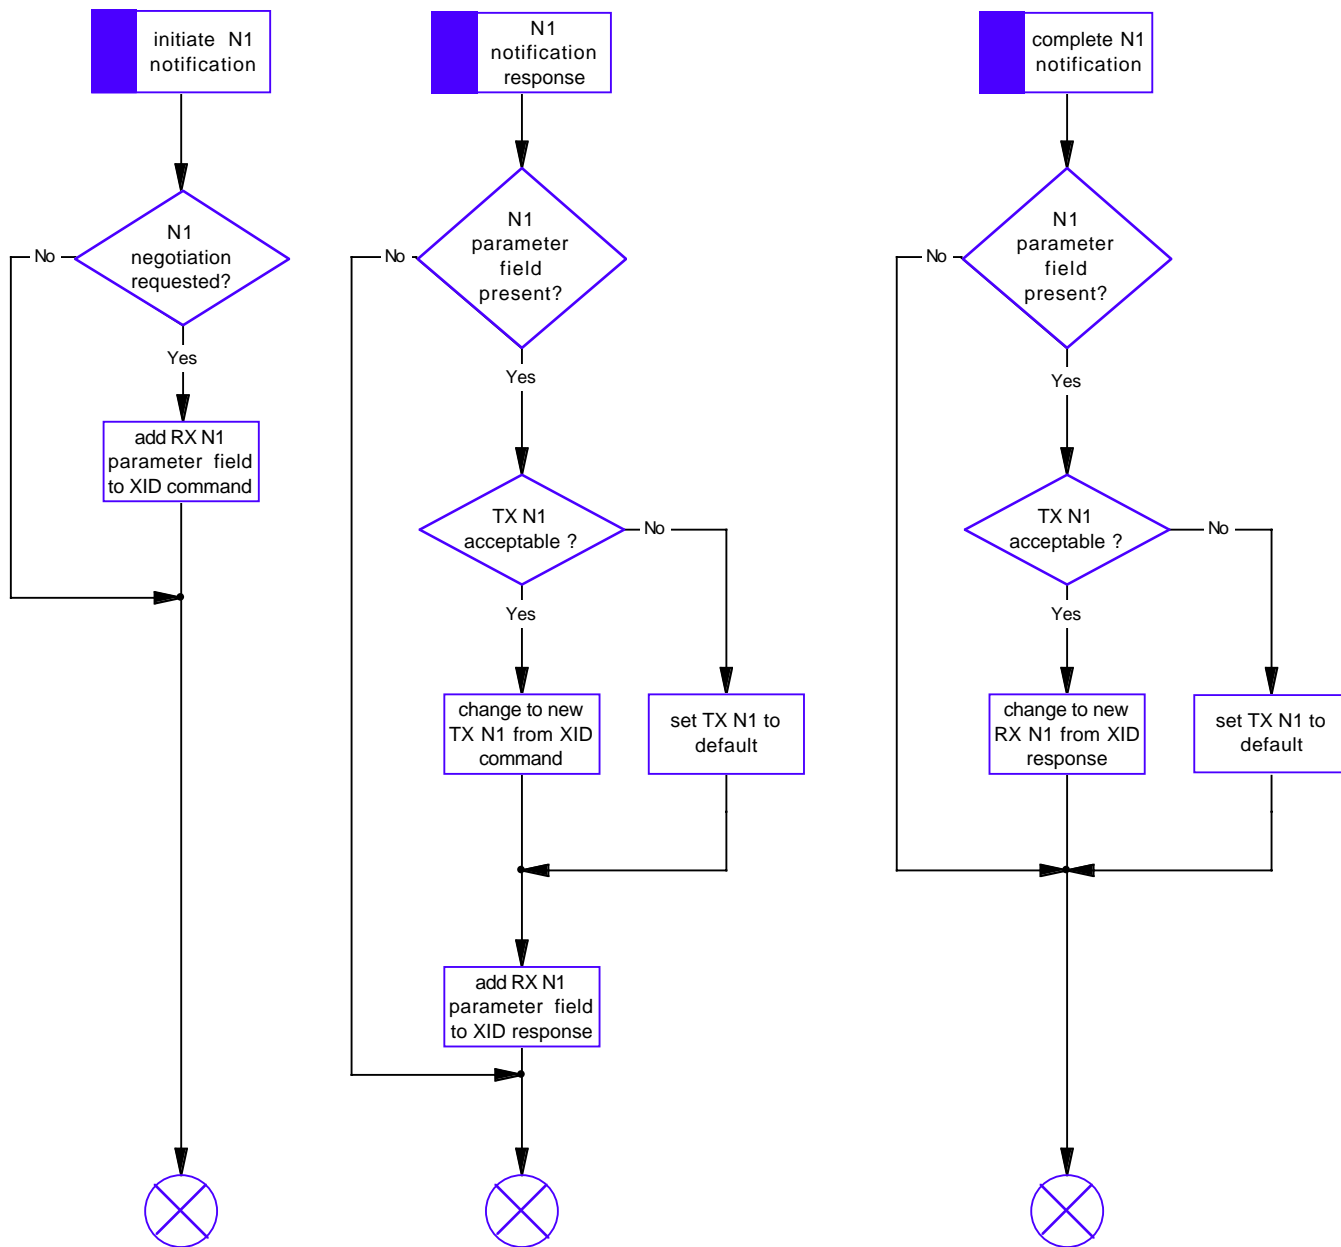 initiate N1
notification
N1
negotiation
requested?
No
Yes
add RX N1
parameter field
to XID command
N1
notification
response
N1
parameter
field
present?
No
Yes
TX N1
acceptable ?
No
Yes
change to new
TX N1 from XID
command
set TX N1 to
default
add RX N1
parameter field
to XID response
complete N1
notification
N1
parameter
field
present?
No
Yes
TX N1
acceptable ?
No
Yes
change to new
RX N1 from XID
response
set TX N1 to
default